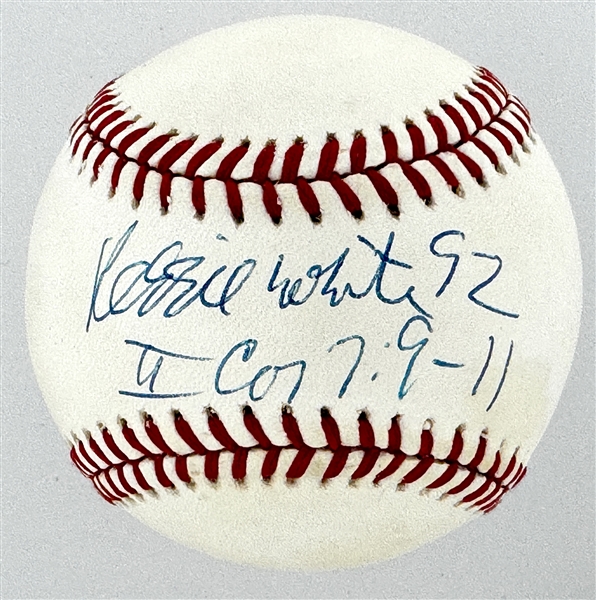 Reggie White 92
II Cor 7:9-11